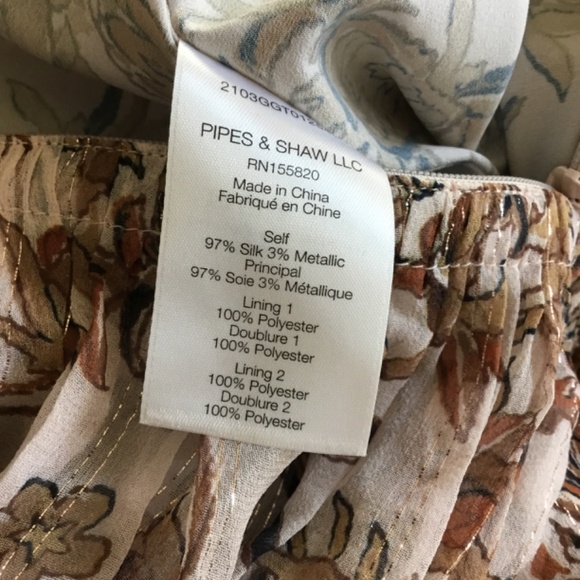 2103GGT012
PIPES & SHAW LLC
RN155820
Made in China
Fabriqué en Chine
Self
97% Silk 3% Metallic
Principal
97% Soie 3% Métallique
Lining 1
100% Polyester
Doublure 1
100% Polyester
Lining 2
100% Polyester
Doublure 2
100% Polyester